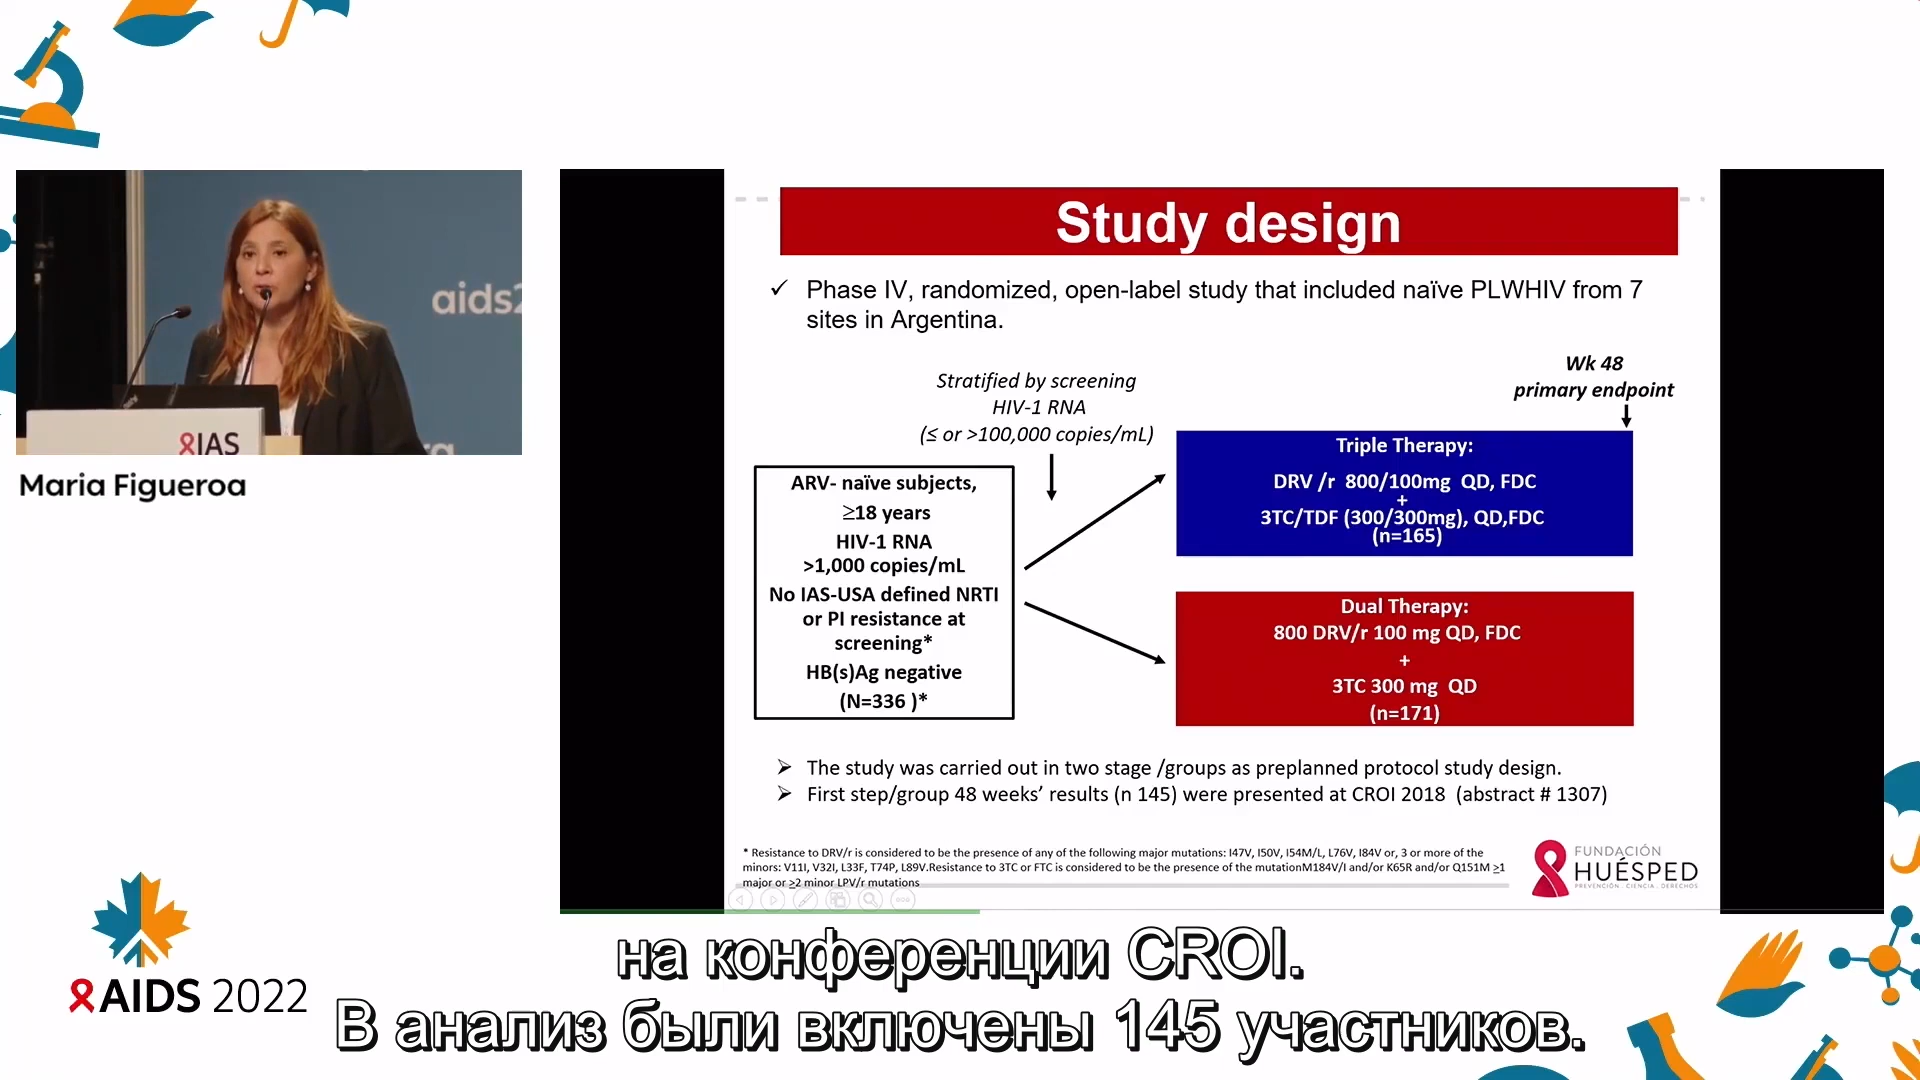 aids2
IAS
Maria Figueroa
Study design
✓ Phase IV, randomized, open-label study that included naïve PLWHIV from 7
sites in Argentina.
Stratified by screening
HIV-1 RNA
(≤ or >100,000 copies/mL)
Wk 48
primary endpoint
ARV- naïve subjects,
≥18 years
HIV-1 RNA
>1,000 copies/mL
No IAS-USA defined NRTI
or PI resistance at
screening*
HB(s)Ag negative
(N=336 )*
Triple Therapy:
DRV /r 800/100mg QD, FDC
+
3TC/TDF (300/300mg), QD,FDC
(n=165)
Dual Therapy:
800 DRV/r 100 mg QD, FDC
+
3TC 300 mg QD
(n=171)
➢ The study was carried out in two stage /groups as preplanned protocol study design.
➢ First step/group 48 weeks’ results (n 145) were presented at CROI 2018 (abstract # 1307)
* Resistance to DRV/r is considered to be the presence of any of the following major mutations: I47V, I50V, I54M/L, L76V, I84V or, 3 or more of the
minors: V11I, V32I, L33F, T74P, L89V.Resistance to 3TC or FTC is considered to be the presence of the mutationM184V/I and/or K65R and/or Q151M ≥1
major or ≥2 minor LPV/r mutations
FUNDACIÓN
HUÉSPED
PREVENCIÓN . CIENCIA . DERECHOS
AIDS 2022
на конференции CROI.
В анализ были включены 145 участников.